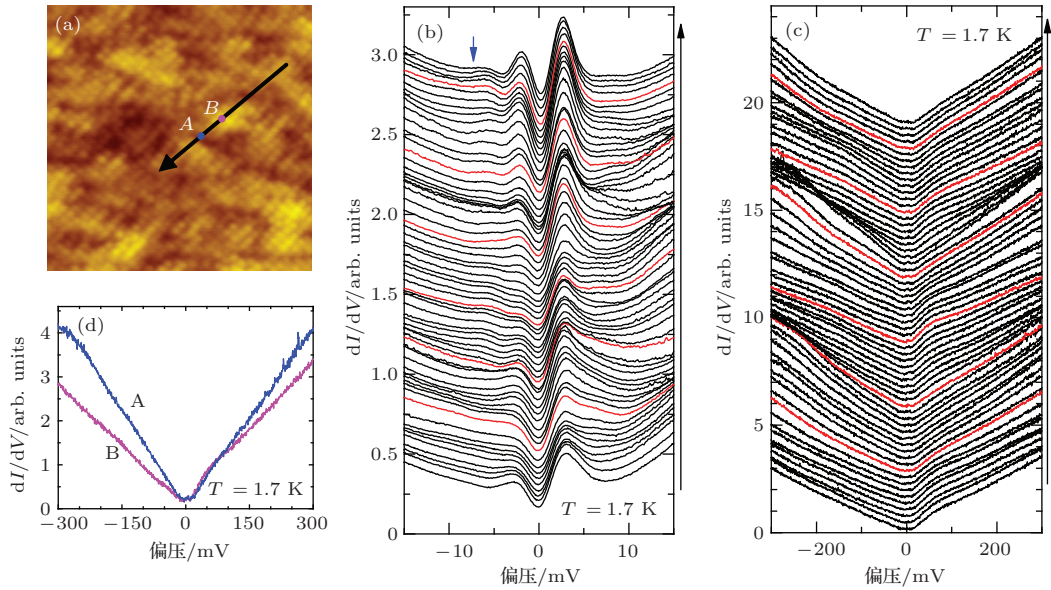 (a)
B
A
(b)
3.0
2.5
2.0
1.5
1.0
0.5
0
dI/dV/arb. units
T = 1.7 K
−10
0
10
偏压/mV
(c)
T = 1.7 K
20
15
10
5
0
dI/dV/arb. units
−200
0
200
偏压/mV
(d)
4
3
2
1
0
dI/dV/arb. units
A
B
T = 1.7 K
−300
−150
0
150
300
偏压/mV